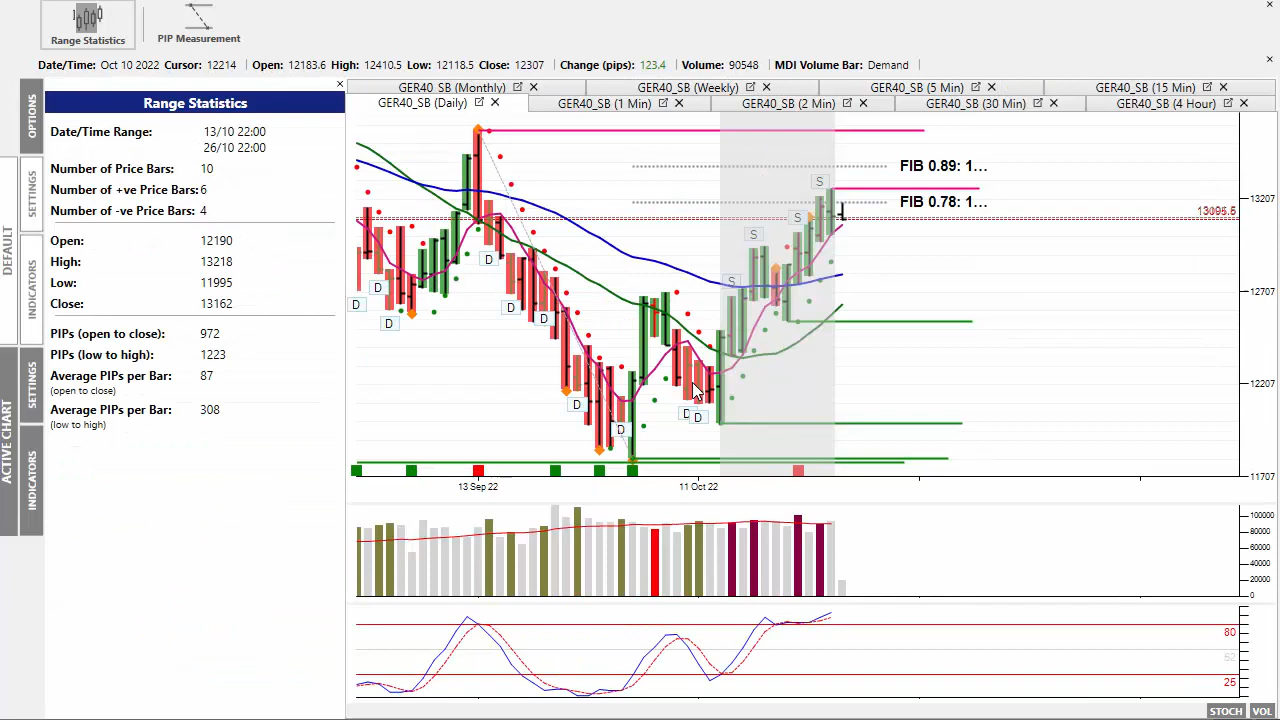 Range Statistics
PIP Measurement
Date/Time: Oct 10 2022 Cursor: 12214 Open: 12183.6 High: 12410.5 Low: 12118.5 Close: 12307 Change (pips): 123.4 Volume: 90548 MDI Volume Bar: Demand
GER40_SB (Monthly) GER40_SB (Weekly) GER40_SB (5 Min) GER40_SB (15 Min)
GER40_SB (Daily) GER40_SB (1 Min) GER40_SB (2 Min) GER40_SB (30 Min) GER40_SB (4 Hour)
OPTIONS
SETTINGS
INDICATORS
DEFAULT
SETTINGS
INDICATORS
ACTIVE CHART
Range Statistics
Date/Time Range: 13/10 22:00
26/10 22:00
Number of Price Bars: 10
Number of +ve Price Bars: 6
Number of -ve Price Bars: 4
Open: 12190
High: 13218
Low: 11995
Close: 13162
PIPs (open to close): 972
PIPs (low to high): 1223
Average PIPs per Bar: 87
(open to close)
Average PIPs per Bar: 308
(low to high)
FIB 0.89: 1...
S
FIB 0.78: 1...
13207
13095.5
S
S
D
S
D
D
D
D
D
12707
12207
D
D
D
D
11707
13 Sep 22
11 Oct 22
100000
80000
60000
40000
20000
0
80
52
25
STOCH VOL